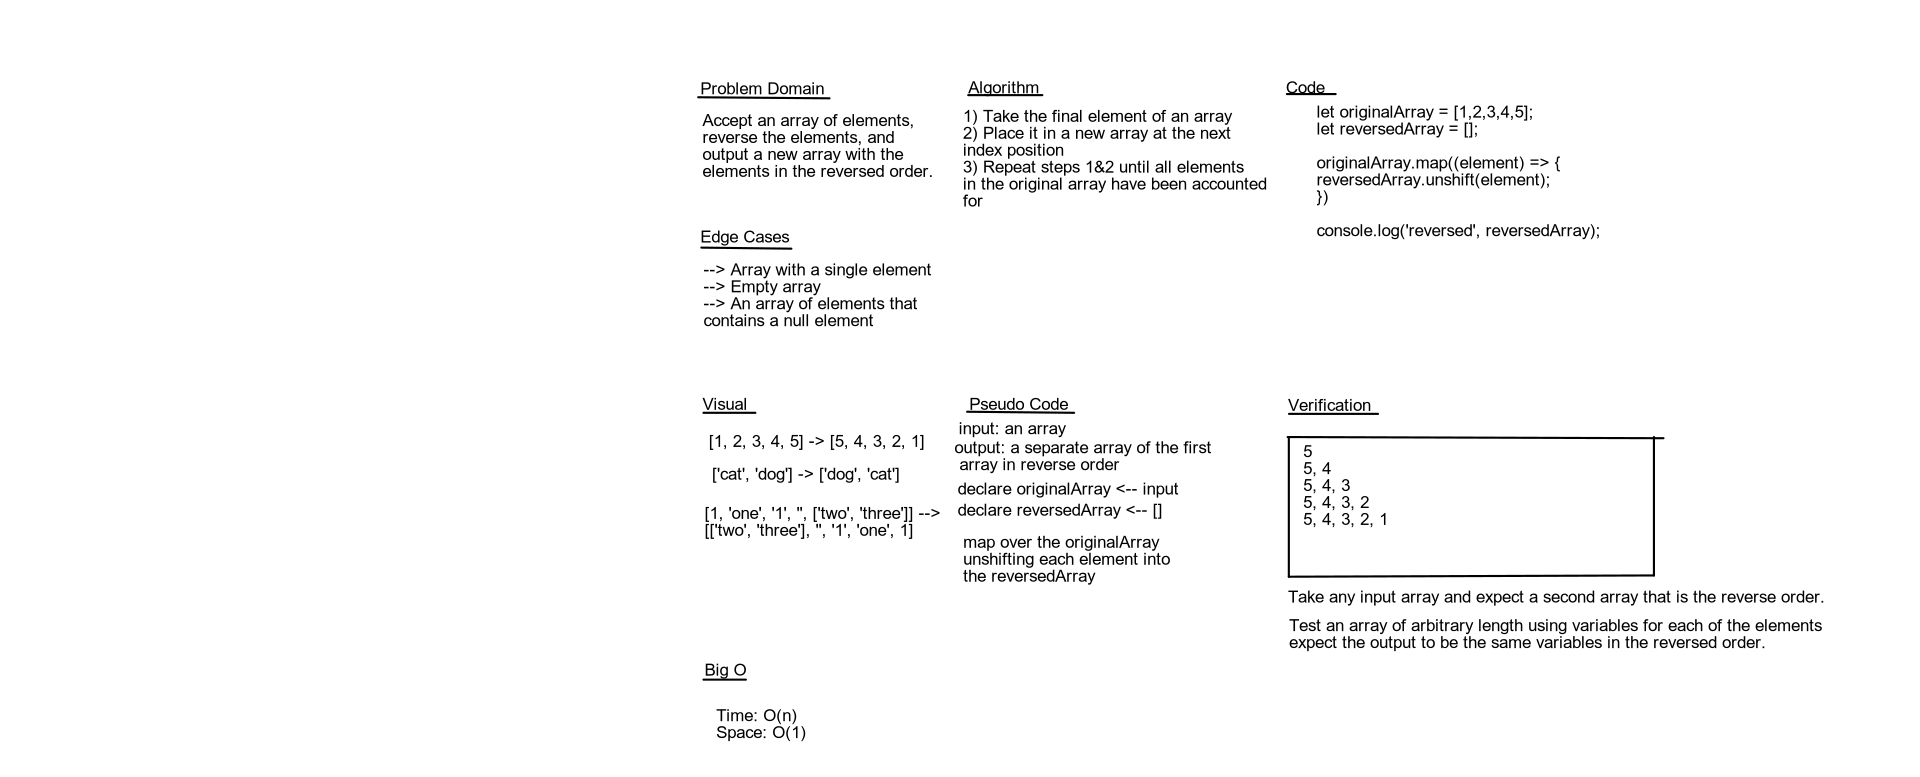 Problem Domain
Accept an array of elements,
reverse the elements, and
output a new array with the
elements in the reversed order.
Edge Cases
--> Array with a single element
--> Empty array
--> An array of elements that
contains a null element
Algorithm
1) Take the final element of an array
2) Place it in a new array at the next
index position
3) Repeat steps 1&2 until all elements
in the original array have been accounted
for
Code
let originalArray = [1,2,3,4,5];
let reversedArray = [];
originalArray.map((element) => {
reversedArray.unshift(element);
})
console.log('reversed', reversedArray);
Visual
[1, 2, 3, 4, 5] -> [5, 4, 3, 2, 1]
['cat', 'dog'] -> ['dog', 'cat']
[1, 'one', '1', '', ['two', 'three']] -->
[['two', 'three'], '', '1', 'one', 1]
Pseudo Code
input: an array
output: a separate array of the first
array in reverse order
declare originalArray <-- input
declare reversedArray <-- []
map over the originalArray
unshifting each element into
the reversedArray
Verification
5
5, 4
5, 4, 3
5, 4, 3, 2
5, 4, 3, 2, 1
Take any input array and expect a second array that is the reverse order.
Test an array of arbitrary length using variables for each of the elements
expect the output to be the same variables in the reversed order.
Big O
Time: O(n)
Space: O(1)